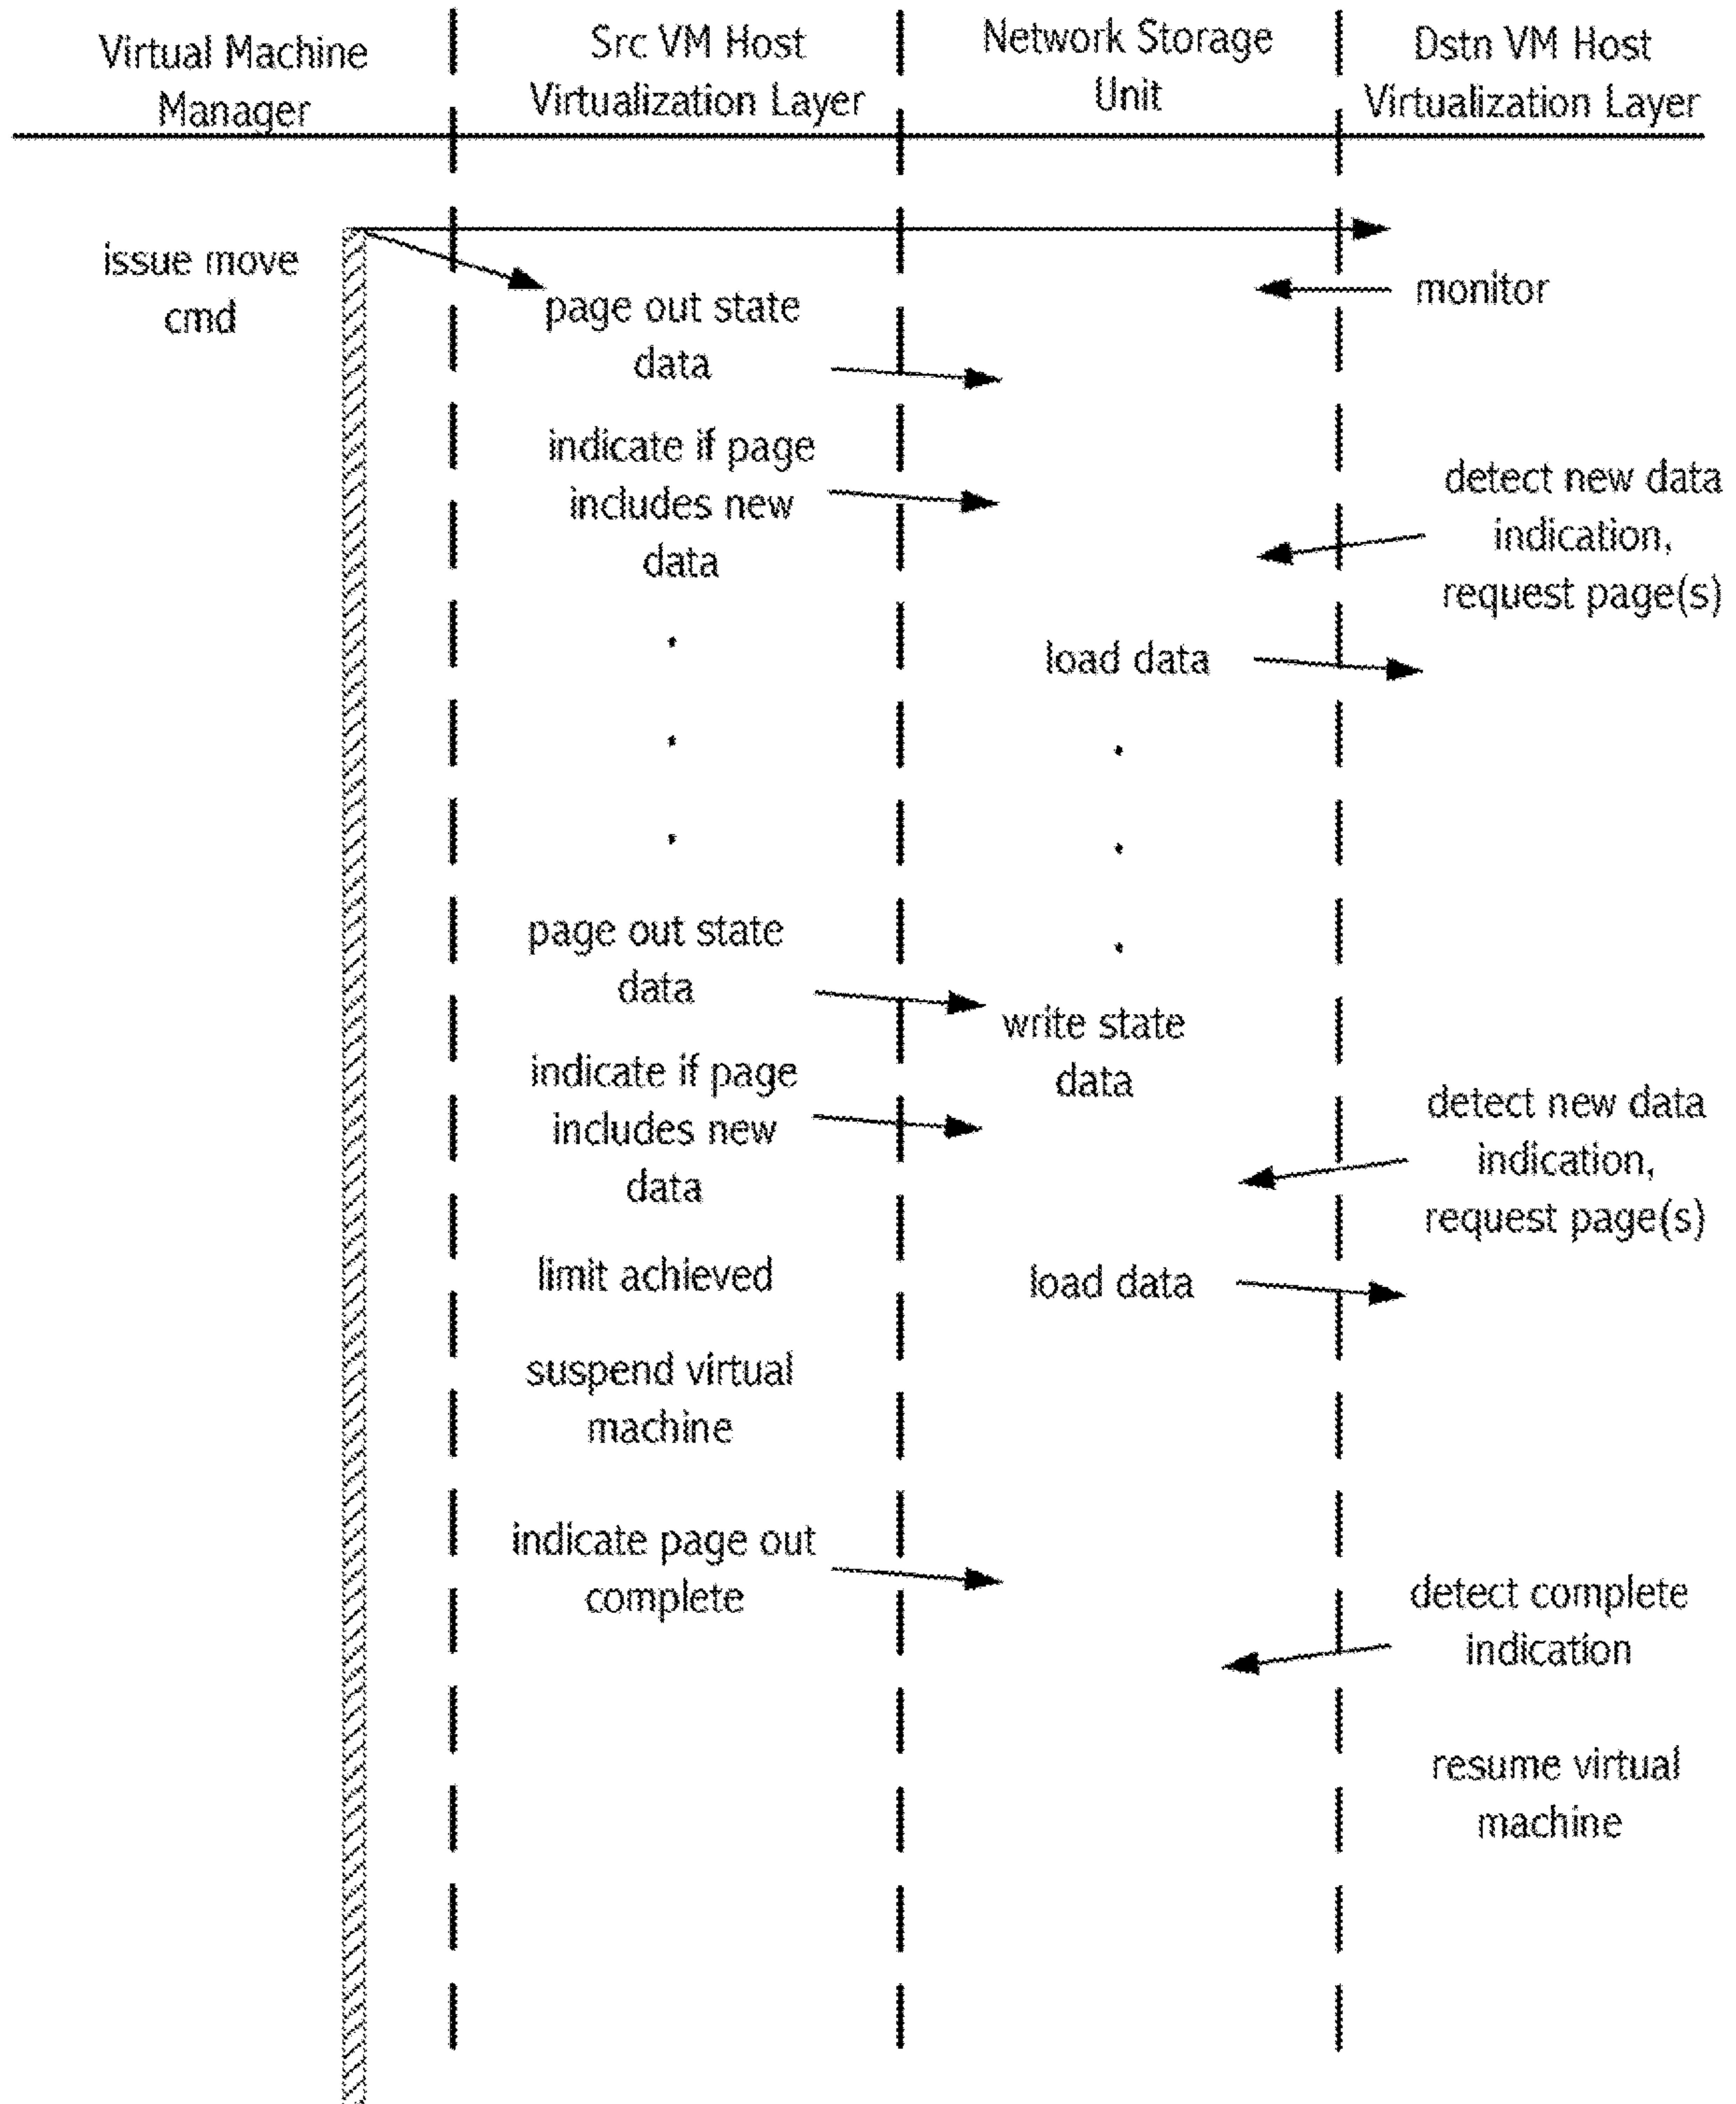 Virtual Machine
Manager
Src VM Host
Virtualization Layer
Network Storage
Unit
Dstn VM Host
Virtualization Layer
issue move
cmd
page out state
data
monitor
indicate if page
includes new
data
detect new data
indication,
request page(s)
load data
page out state
data
write state
data
indicate if page
includes new
data
detect new data
indication,
request page(s)
limit achieved
load data
suspend virtual
machine
indicate page out
complete
detect complete
indication
resume virtual
machine